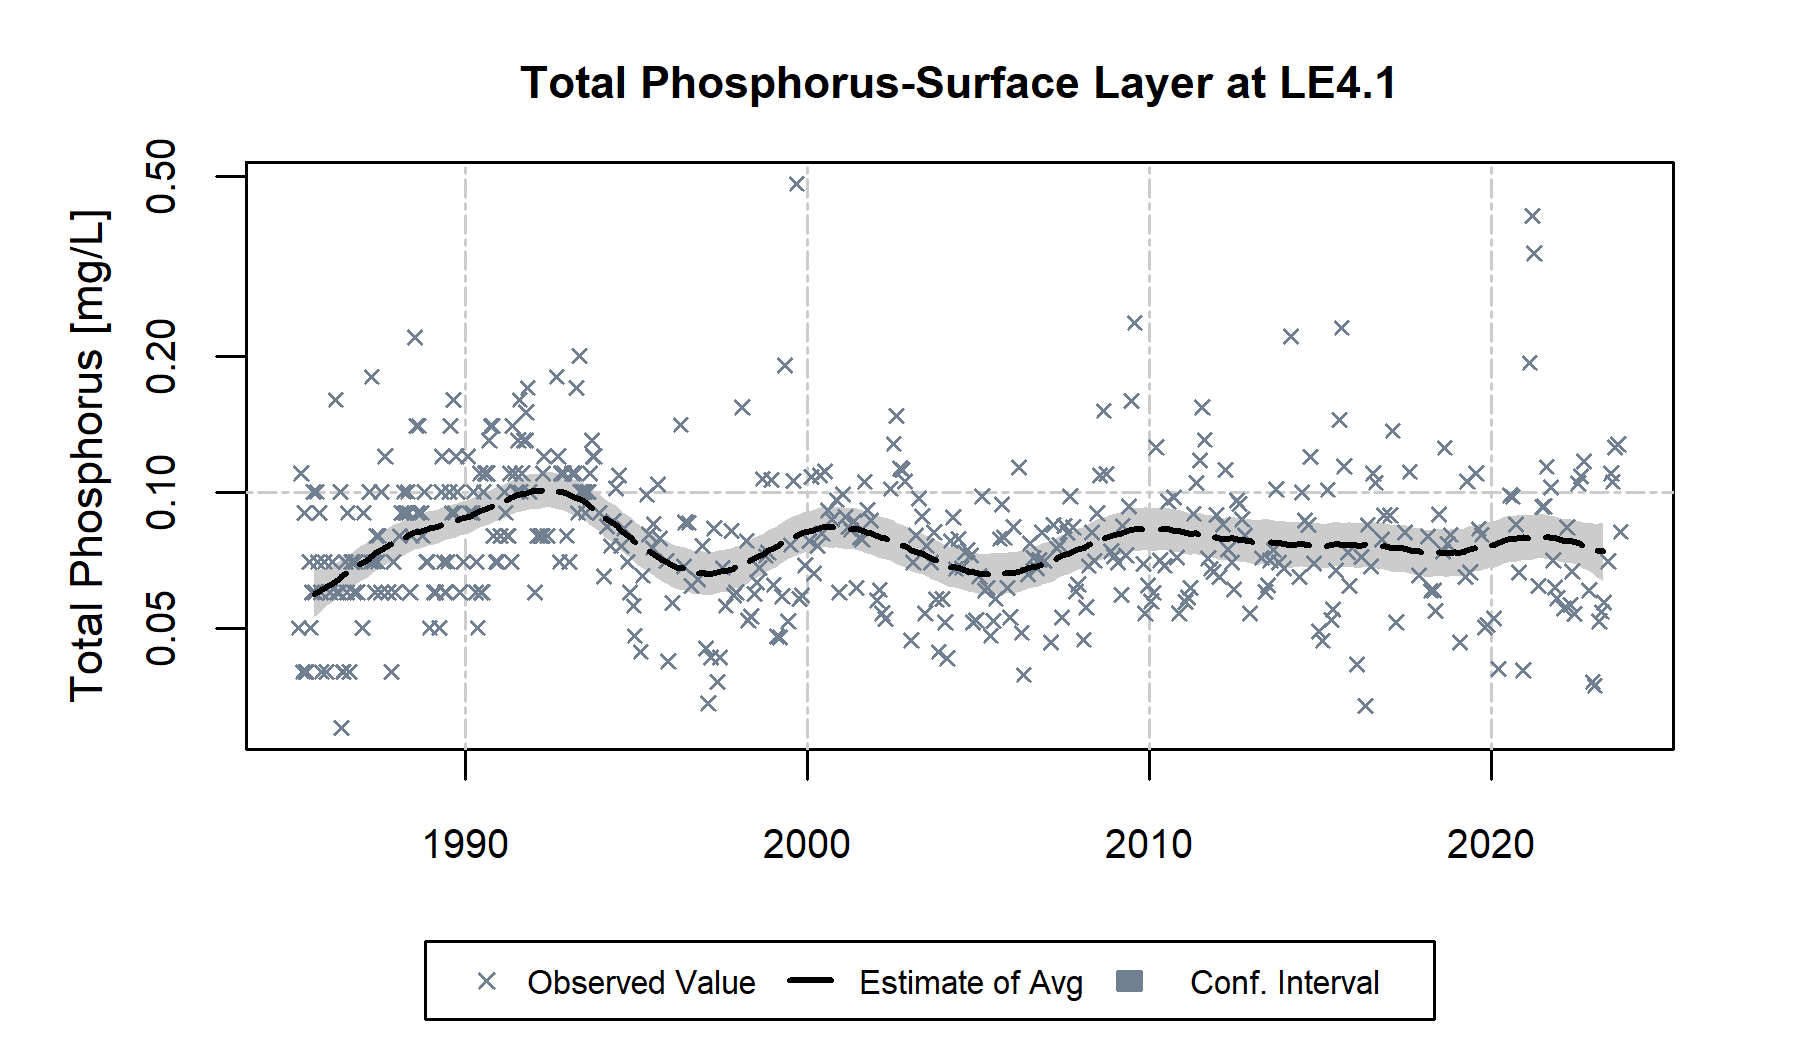 Total Phosphorus-Surface Layer at LE4.1
Total Phosphorus [mg/L]
0.50
0.20
0.10
0.05
1990 2000 2010 2020
Observed Value Estimate of Avg Conf. Interval